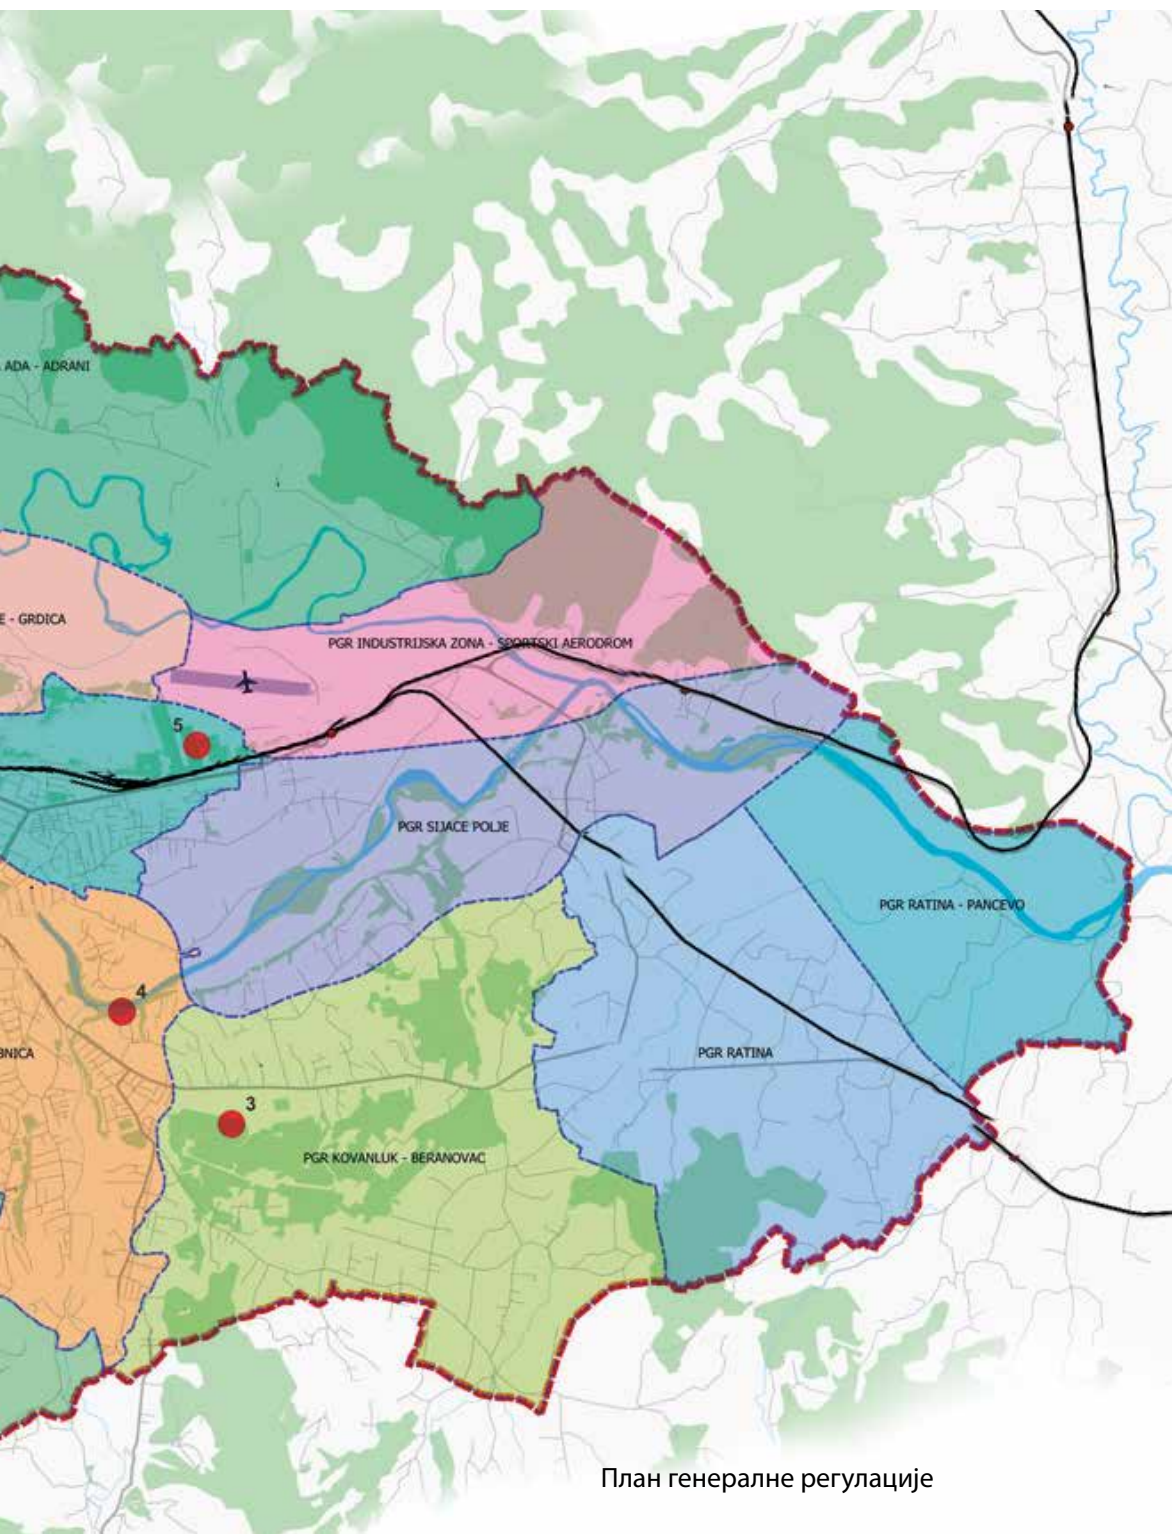 ADA - ADRANI
E - GRDICA
PGR INDUSTRIJSKA ZONA - SPORTSKI AERODROM
5
PGR SIJACE POLJE
PGR RATINA - PANCEVO
4
BNICA
PGR RATINA
3
PGR KOVANLUK - BERANOVAC
План генералне регулације